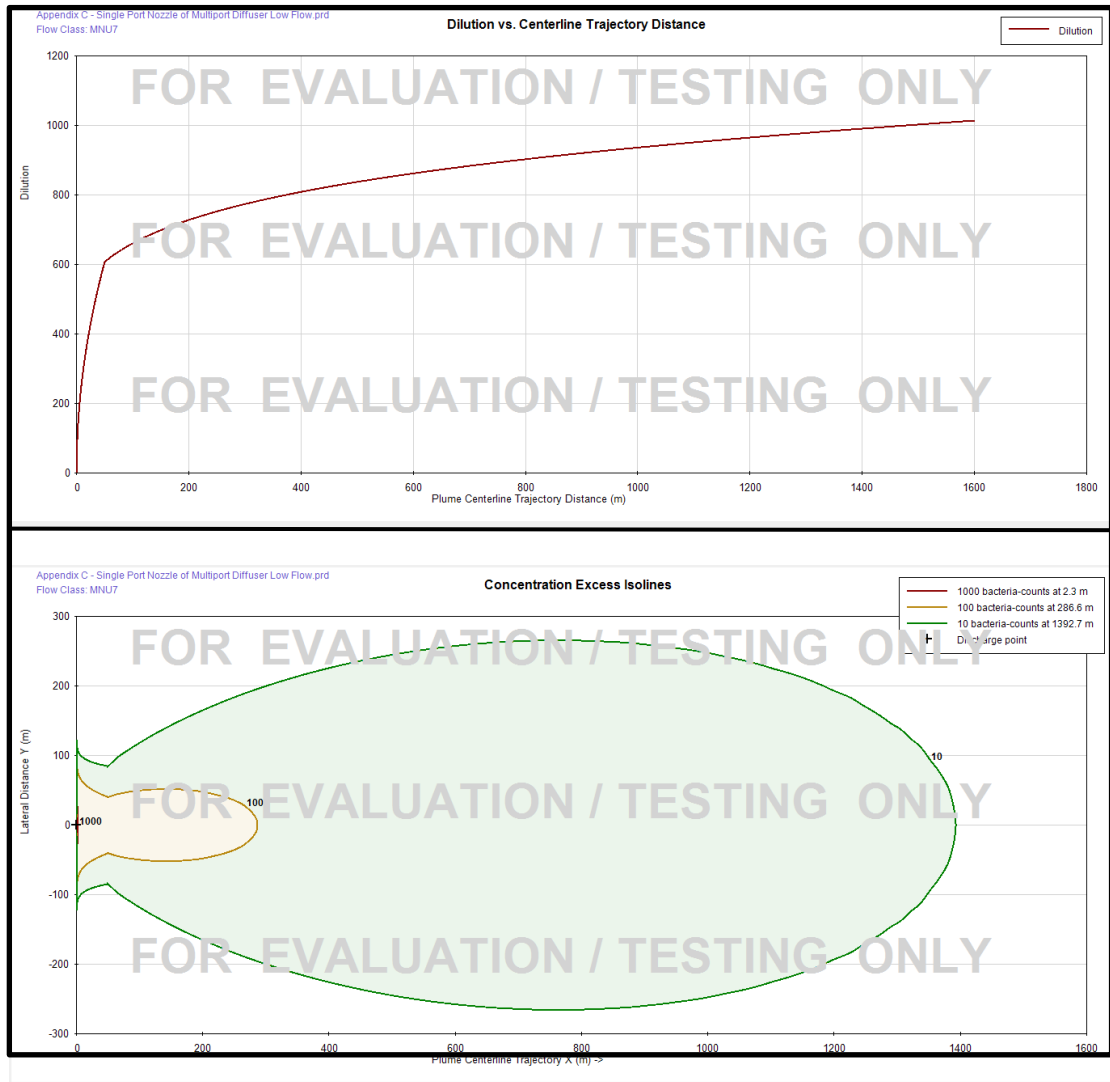 Appendix C - Single Port Nozzle of Multiport Diffuser Low Flow.prd
Flow Class: MNU7
Dilution vs. Centerline Trajectory Distance
Dilution
FOR EVALUATION / TESTING ONLY
FOR EVALUATION / TESTING ONLY
FOR EVALUATION / TESTING ONLY
Dilution
1200
1000
800
600
400
200
0
0 200 400 600 800 1000 1200 1400 1600 1800
Plume Centerline Trajectory Distance (m)
Appendix C - Single Port Nozzle of Multiport Diffuser Low Flow.prd
Flow Class: MNU7
Concentration Excess Isolines
1000 bacteria-counts at 2.3 m
100 bacteria-counts at 286.6 m
10 bacteria-counts at 1392.7 m
Discharge point
FOR EVALUATION / TESTING ONLY
FOR EVALUATION / TESTING ONLY
FOR EVALUATION / TESTING ONLY
Lateral Distance Y (m)
300
200
100
0
-100
-200
-300
1000
100
10
0 200 400 600 800 1000 1200 1400 1600
Plume Centerline Trajectory X (m) ->